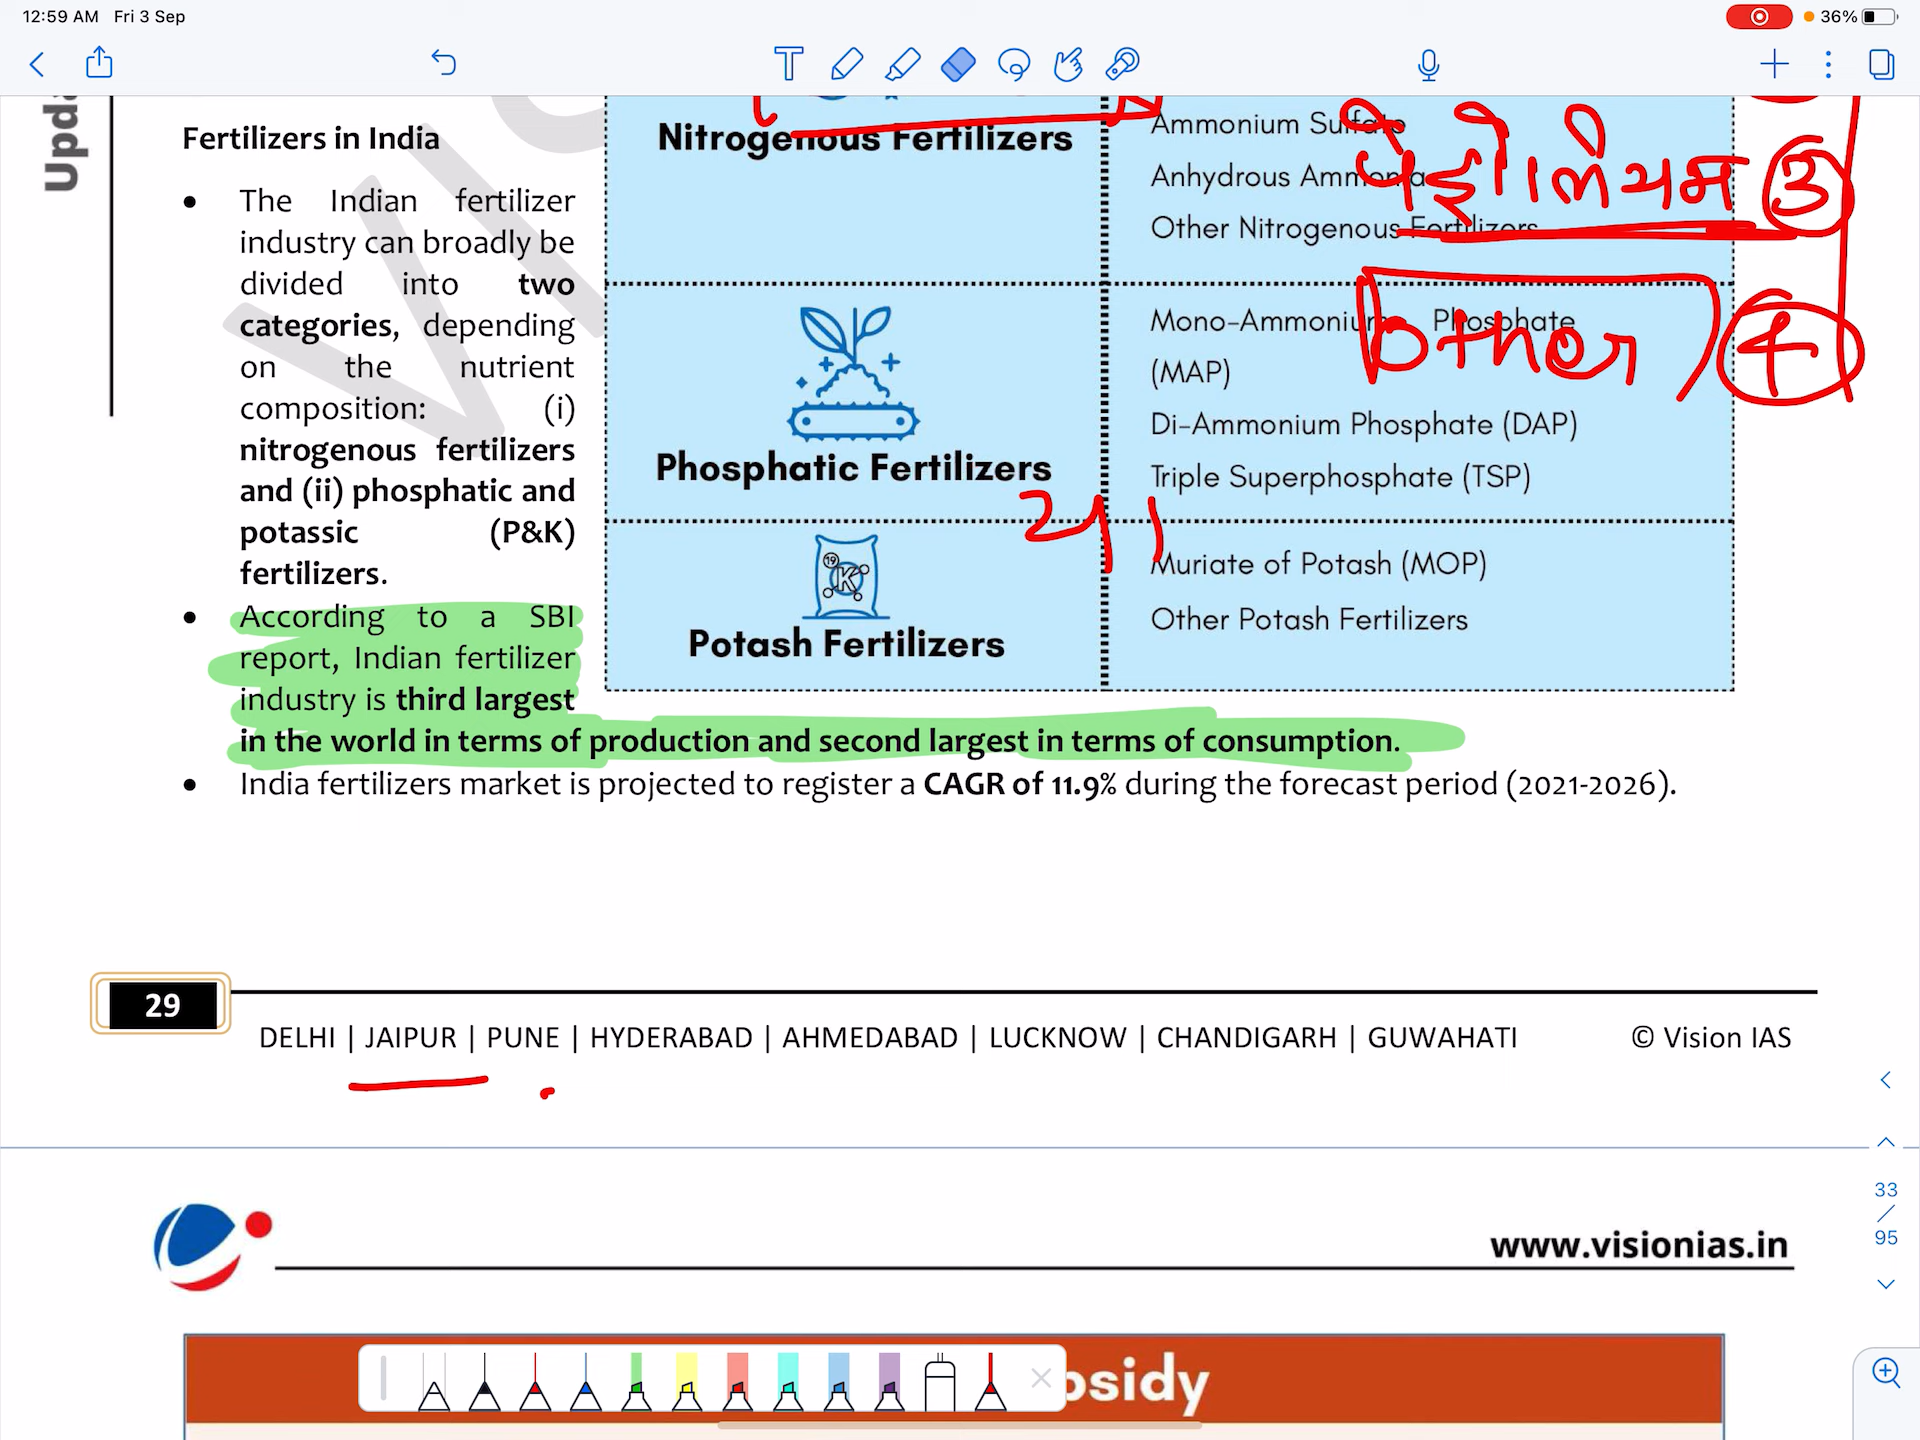 12:59 AM Fri 3 Sep
36%
Upda
Fertilizers in India
• The Indian fertilizer
industry can broadly be
divided into two
categories, depending
on the nutrient
composition: (i)
nitrogenous fertilizers
and (ii) phosphatic and
potassic (P&K)
fertilizers.
• According to a SBI
report, Indian fertilizer
industry is third largest
in the world in terms of production and second largest in terms of consumption.
• India fertilizers market is projected to register a CAGR of 11.9% during the forecast period (2021-2026).
Nitrogenous Fertilizers
Ammonium Sulfate
Anhydrous Ammonia
Other Nitrogenous Fertilizers
3
Phosphatic Fertilizers
Mono-Ammonium Phosphate
(MAP)
Di-Ammonium Phosphate (DAP)
Triple Superphosphate (TSP)
other
4
19
K
Potash Fertilizers
Muriate of Potash (MOP)
Other Potash Fertilizers
29
DELHI | JAIPUR | PUNE | HYDERABAD | AHMEDABAD | LUCKNOW | CHANDIGARH | GUWAHATI © Vision IAS
33
/
95
www.visionias.in
bsidy